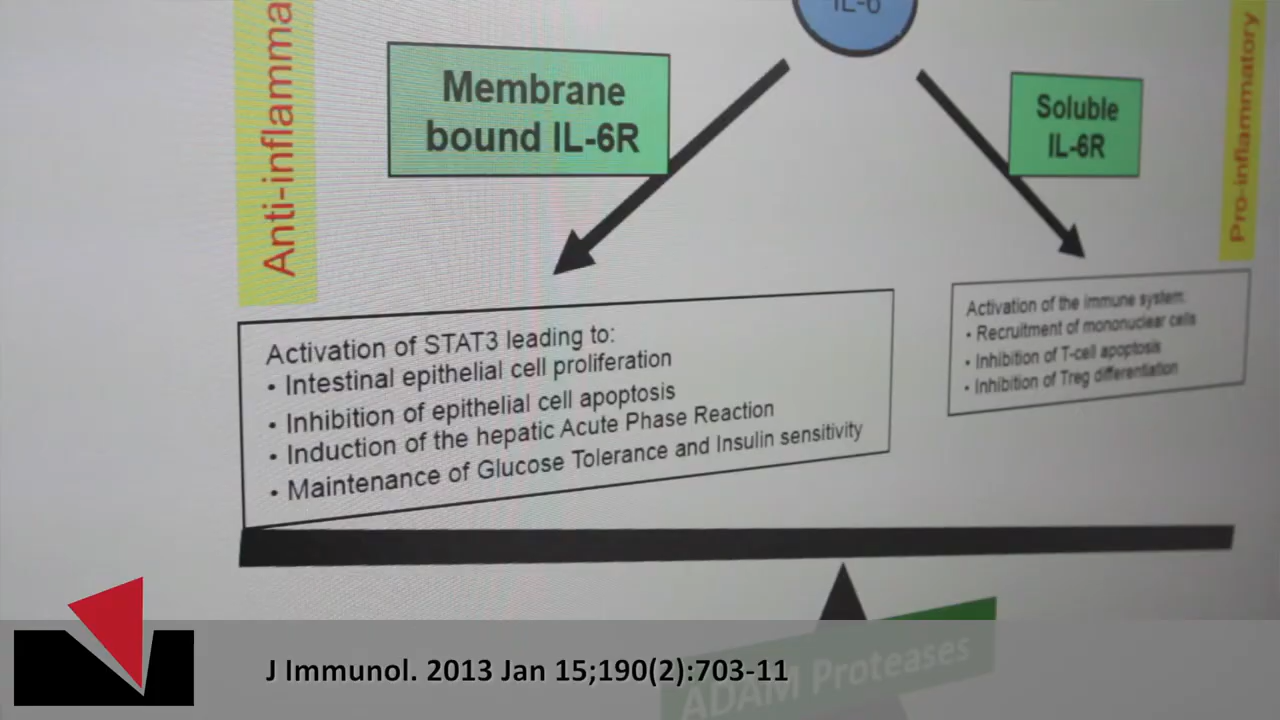 IL-6
Anti-inflamma
Membrane
bound IL-6R
Soluble
IL-6R
Pro-inflammatory
Activation of STAT3 leading to:
• Intestinal epithelial cell proliferation
• Inhibition of epithelial cell apoptosis
• Induction of the hepatic Acute Phase Reaction
• Maintenance of Glucose Tolerance and Insulin sensitivity
Activation of the immune system:
• Recruitment of mononuclear cells
• Inhibition of T-cell apoptosis
• Inhibition of Treg differentiation
ADAM Proteases
J Immunol. 2013 Jan 15;190(2):703-11